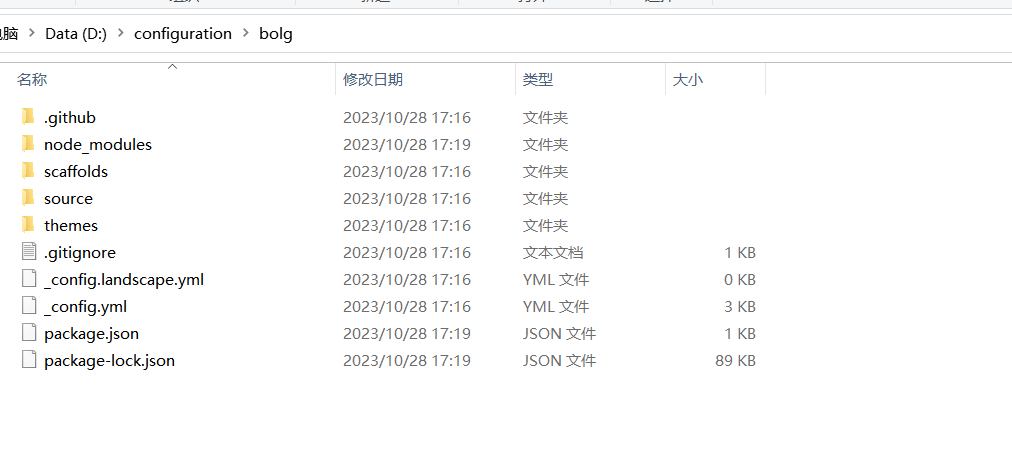 脑 > Data (D:) > configuration > bolg
名称 修改日期 类型 大小
.github 2023/10/28 17:16 文件夹
node_modules 2023/10/28 17:19 文件夹
scaffolds 2023/10/28 17:16 文件夹
source 2023/10/28 17:16 文件夹
themes 2023/10/28 17:16 文件夹
.gitignore 2023/10/28 17:16 文本文档 1 KB
_config.landscape.yml 2023/10/28 17:16 YML 文件 0 KB
_config.yml 2023/10/28 17:16 YML 文件 3 KB
package.json 2023/10/28 17:19 JSON 文件 1 KB
package-lock.json 2023/10/28 17:19 JSON 文件 89 KB